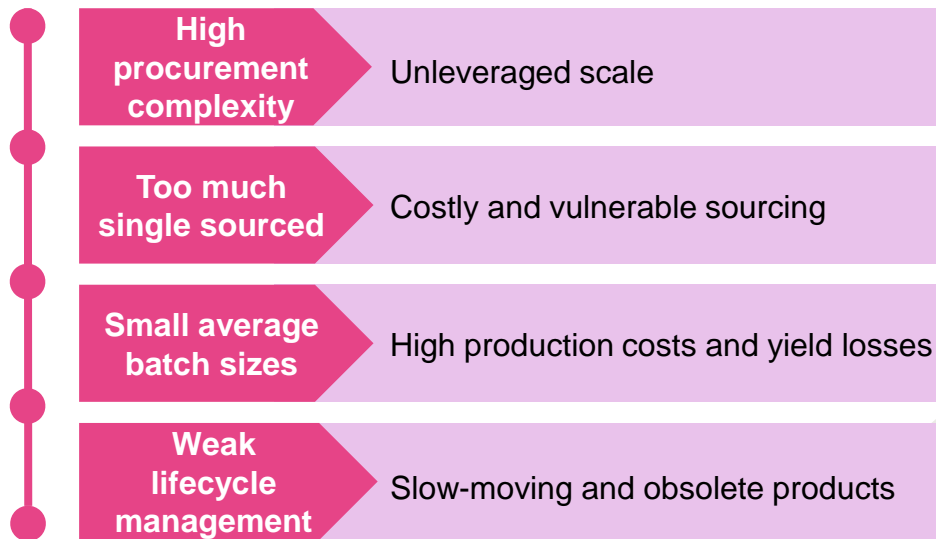 High
procurement
complexity
Unleveraged scale
Too much
single sourced
Costly and vulnerable sourcing
Small average
batch sizes
High production costs and yield losses
Weak
lifecycle
management
Slow-moving and obsolete products